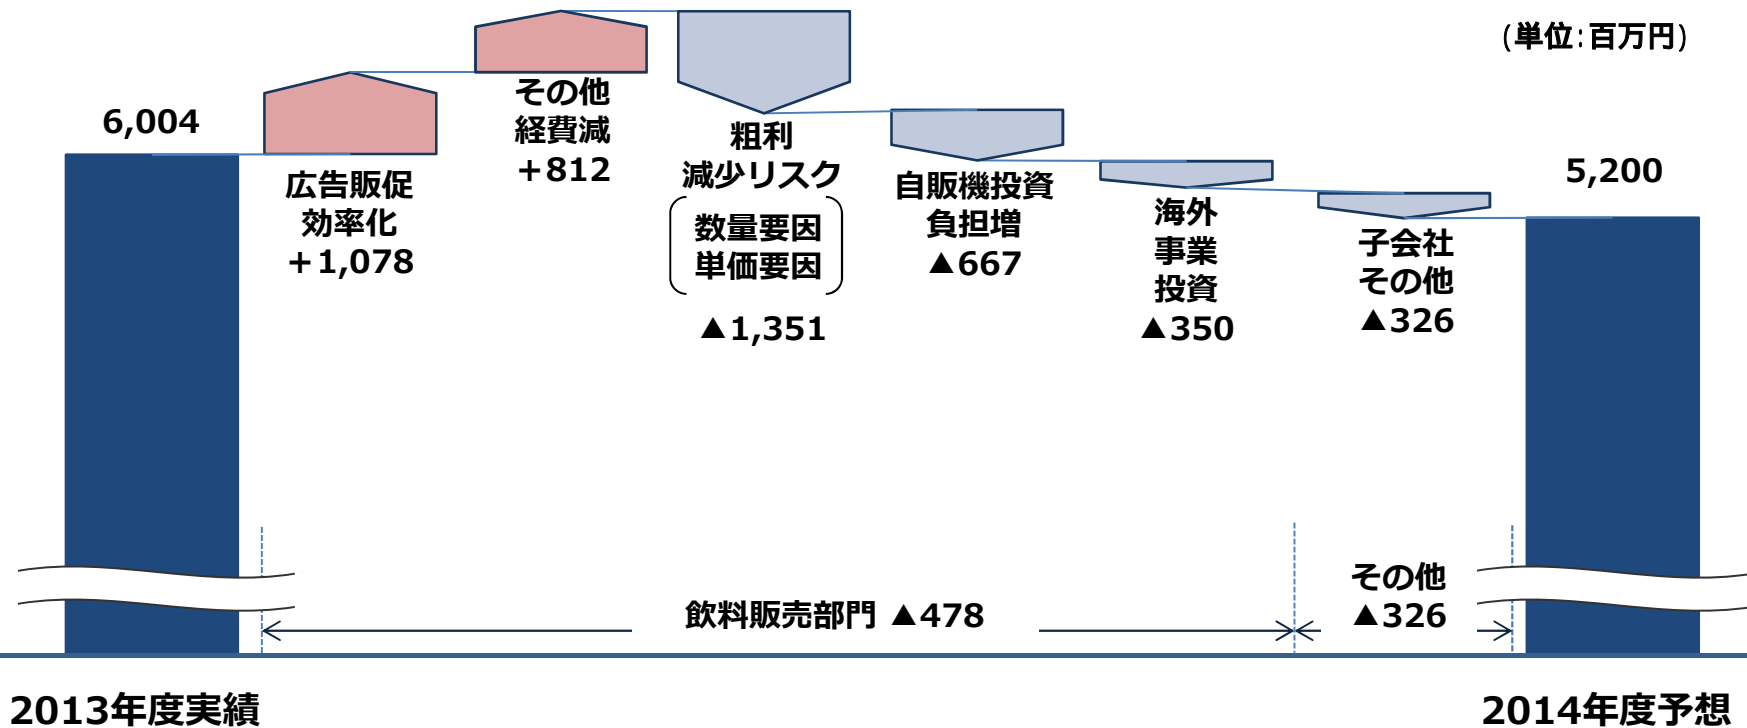 (単位:百万円)
6,004
広告販促
効率化
+1,078
その他
経費減
+812
粗利
減少リスク
数量要因
単価要因
▲1,351
自販機投資
負担増
▲667
海外
事業
投資
▲350
子会社
その他
▲326
5,200
飲料販売部門 ▲478
その他
▲326
2013年度実績
2014年度予想